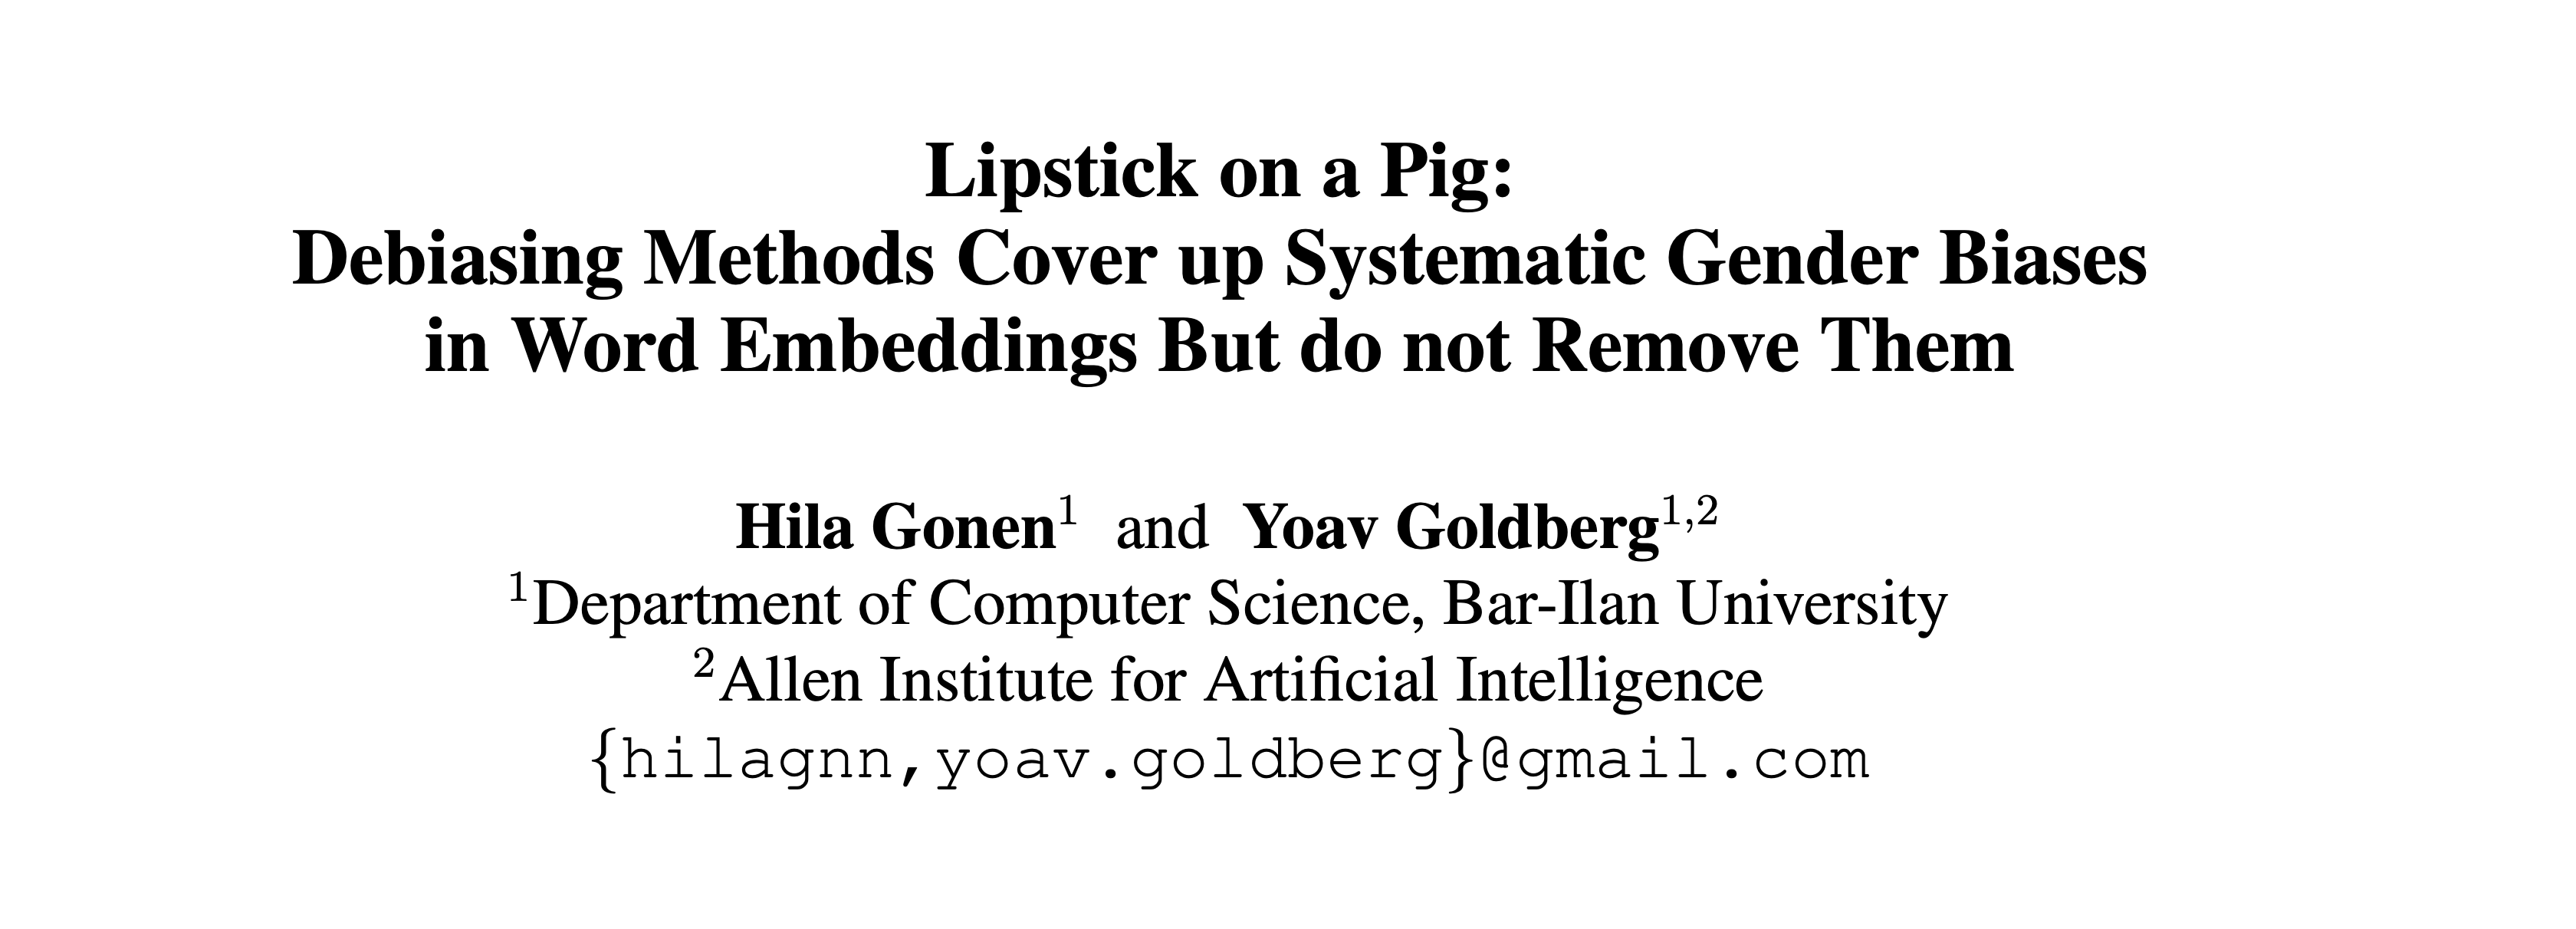 Lipstick on a Pig:
Debiasing Methods Cover up Systematic Gender Biases
in Word Embeddings But do not Remove Them
Hila Gonen¹ and Yoav Goldberg¹,²
¹Department of Computer Science, Bar-Ilan University
²Allen Institute for Artificial Intelligence
{hilagnn,yoav.goldberg}@gmail.com